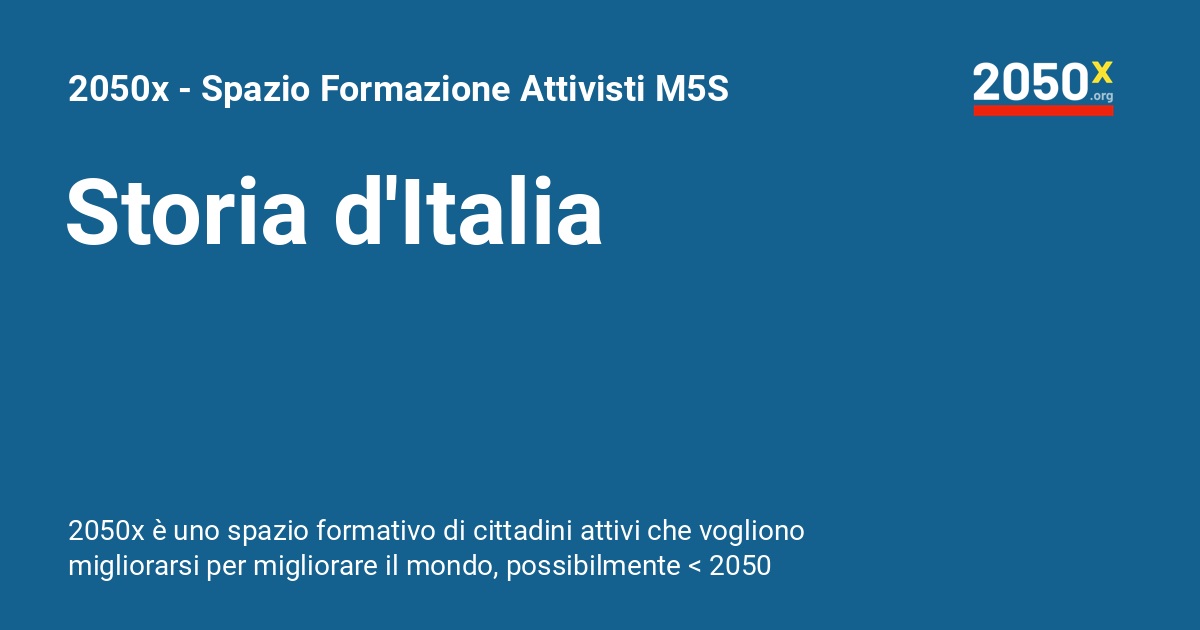 2050x - Spazio Formazione Attivisti M5S
2050x
.org
Storia d'Italia
2050x è uno spazio formativo di cittadini attivi che vogliono
migliorarsi per migliorare il mondo, possibilmente < 2050